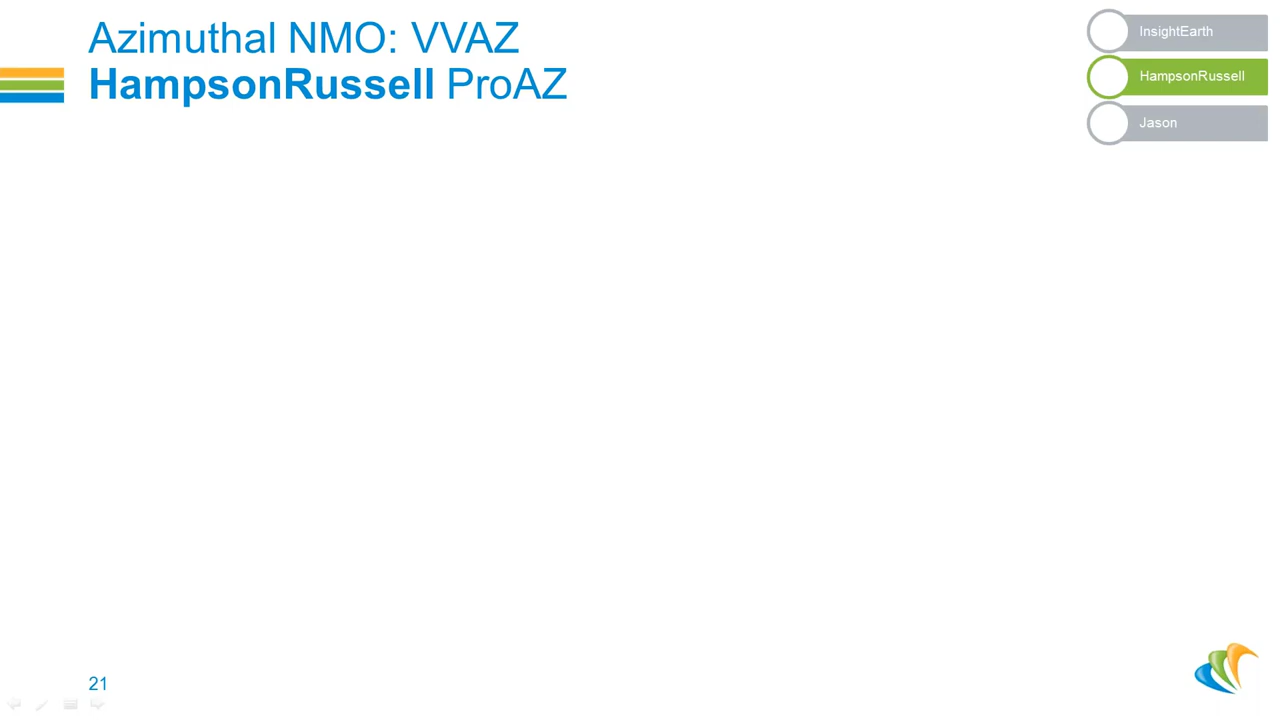 Azimuthal NMO: VVAZ
HampsonRussell ProAZ
InsightEarth
HampsonRussell
Jason
21